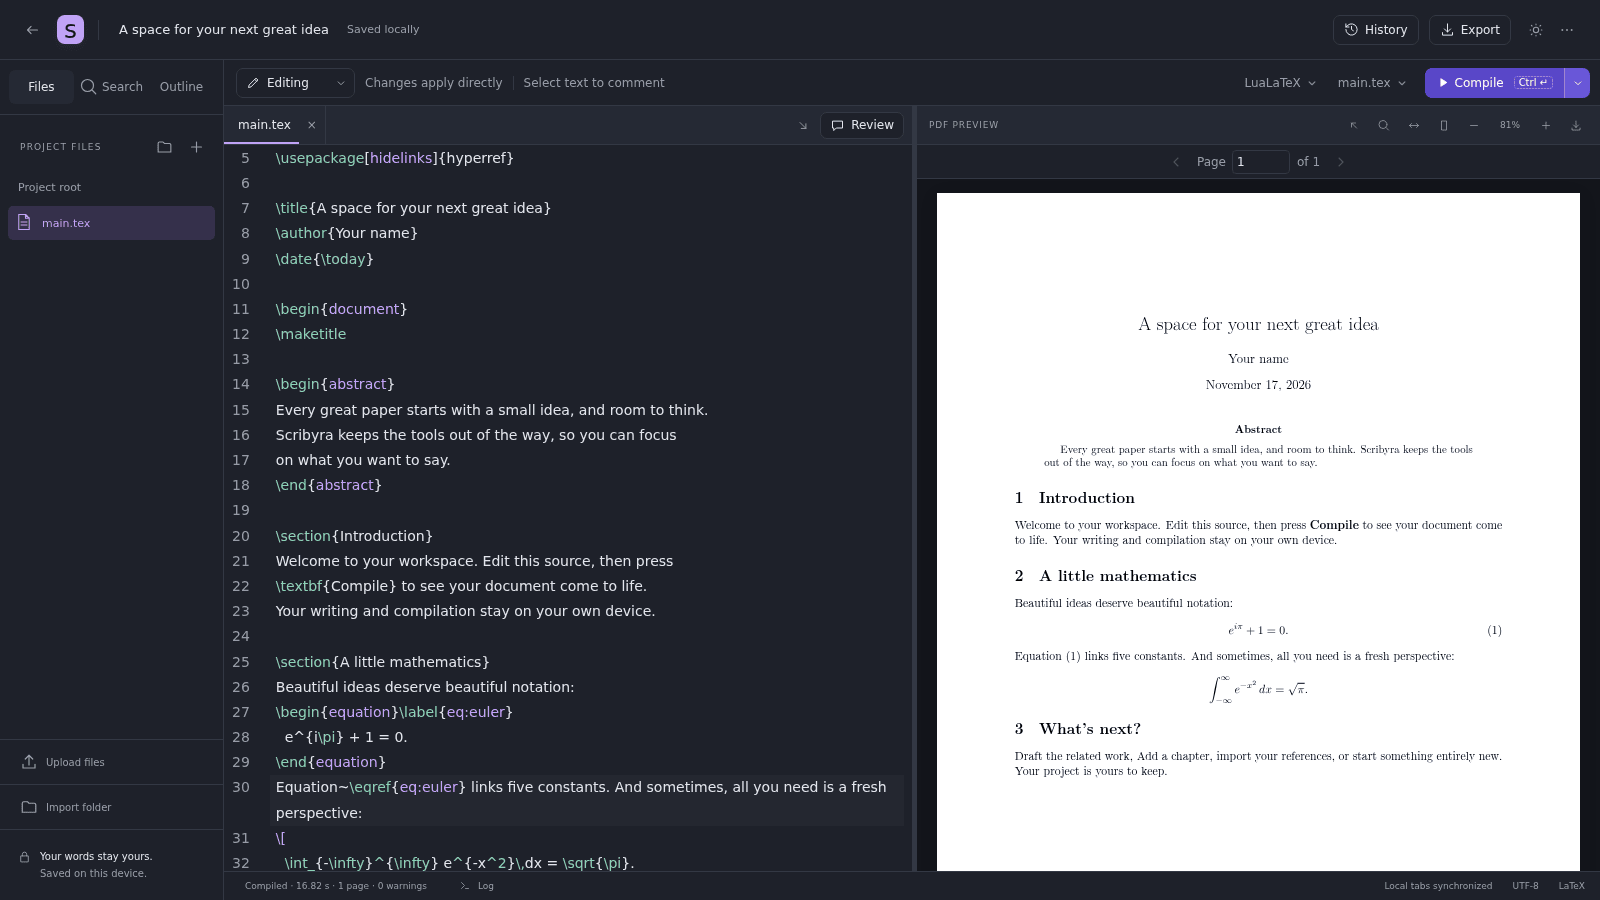 S
A space for your next great idea
Saved locally
History
Export
Files
Search
Outline
Editing
Changes apply directly
Select text to comment
LuaLaTeX
main.tex
Compile
Ctrl ↵
PROJECT FILES
Project root
main.tex
Upload files
Import folder
Your words stay yours.
Saved on this device.
main.tex ×
Review
5 \usepackage[hidelinks]{hyperref}
6
7 \title{A space for your next great idea}
8 \author{Your name}
9 \date{\today}
10
11 \begin{document}
12 \maketitle
13
14 \begin{abstract}
15 Every great paper starts with a small idea, and room to think.
16 Scribyra keeps the tools out of the way, so you can focus
17 on what you want to say.
18 \end{abstract}
19
20 \section{Introduction}
21 Welcome to your workspace. Edit this source, then press
22 \textbf{Compile} to see your document come to life.
23 Your writing and compilation stay on your own device.
24
25 \section{A little mathematics}
26 Beautiful ideas deserve beautiful notation:
27 \begin{equation}\label{eq:euler}
28 e^{i\pi} + 1 = 0.
29 \end{equation}
30 Equation~\eqref{eq:euler} links five constants. And sometimes, all you need is a fresh
perspective:
31 \[
32 \int_{-\infty}^{\infty} e^{-x^2}\,dx = \sqrt{\pi}.
PDF PREVIEW
81%
Page 1 of 1
A space for your next great idea
Your name
November 17, 2026
Abstract
Every great paper starts with a small idea, and room to think. Scribyra keeps the tools
out of the way, so you can focus on what you want to say.
1 Introduction
Welcome to your workspace. Edit this source, then press Compile to see your document come
to life. Your writing and compilation stay on your own device.
2 A little mathematics
Beautiful ideas deserve beautiful notation:
e^{iπ} + 1 = 0. (1)
Equation (1) links five constants. And sometimes, all you need is a fresh perspective:
∫_{−∞}^{∞} e^{−x²} dx = √π.
3 What's next?
Draft the related work, Add a chapter, import your references, or start something entirely new.
Your project is yours to keep.
Compiled · 16.82 s · 1 page · 0 warnings
Log
Local tabs synchronized
UTF-8
LaTeX